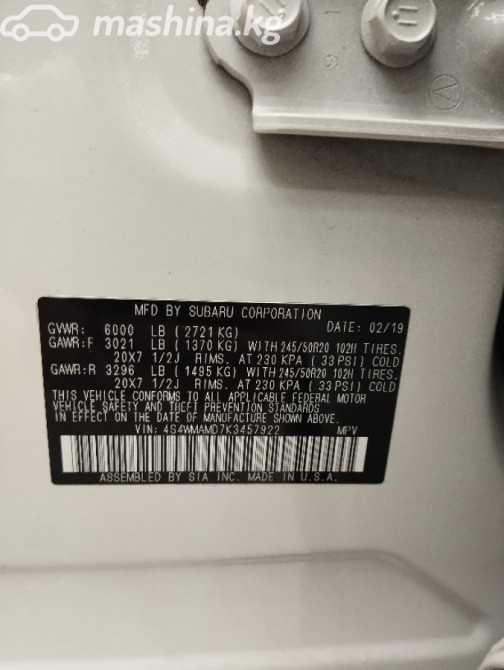 mashina.kg
MFD BY SUBARU CORPORATION
GVWR: 6000 LB (2721 KG) DATE: 02/19
GAWR:F 3021 LB (1370 KG) WITH 245/50R20 102H TIRES.
20X7 1/2J RIMS. AT 230 KPA (33 PSI) COLD
GAWR:R 3296 LB (1495 KG) WITH 245/50R20 102H TIRES.
20X7 1/2J RIMS. AT 230 KPA (33 PSI) COLD
THIS VEHICLE CONFORMS TO ALL APPLICABLE FEDERAL MOTOR
VEHICLE SAFETY AND THEFT PREVENTION STANDARDS
IN EFFECT ON THE DATE OF MANUFACTURE SHOWN ABOVE.
VIN: 4S4WMAMD7K3457922 MPV
ASSEMBLED BY SIA INC. IN U.S.A.